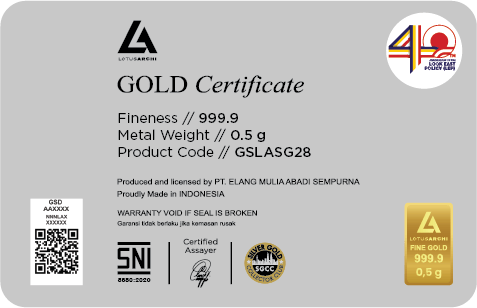 LOTUSARCHI
GOLD Certificate
Fineness // 999.9
Metal Weight // 0.5 g
Product Code // GSLASG28
Produced and licensed by PT. ELANG MULIA ABADI SEMPURNA
Proudly Made in INDONESIA
WARRANTY VOID IF SEAL IS BROKEN
Garansi tidak berlaku jika kemasan rusak
SNI
8880:2020
Certified
Assayer
SILVER GOLD
SGCC
GSD
AAXXXX
NNNLAX
XXXXXX
40
LOOK EAST
POLICY (LEP)
LOTUSARCHI
FINE GOLD
999.9
0,5 g